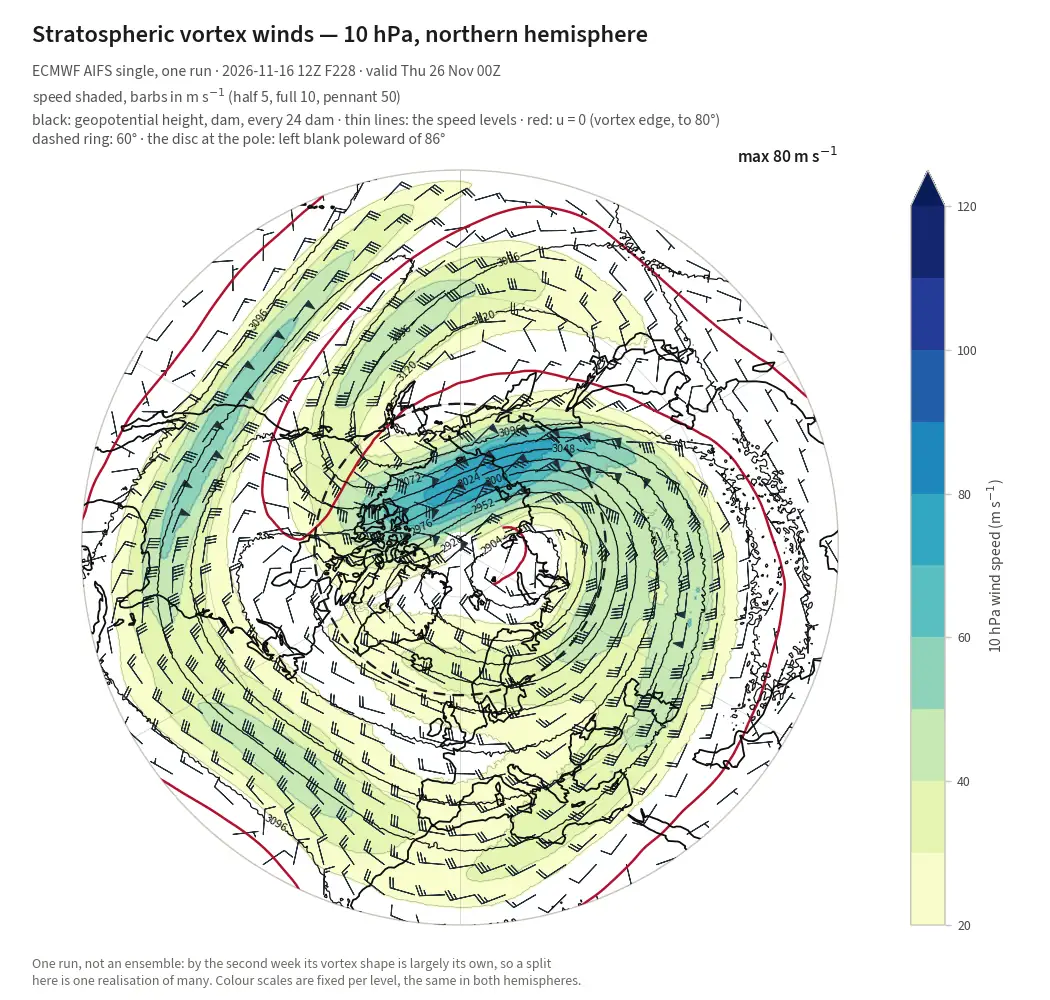 Stratospheric vortex winds — 10 hPa, northern hemisphere
ECMWF AIFS single, one run · 2026-11-16 12Z F228 · valid Thu 26 Nov 00Z
speed shaded, barbs in m s⁻¹ (half 5, full 10, pennant 50)
black: geopotential height, dam, every 24 dam · thin lines: the speed levels · red: u = 0 (vortex edge, to 80°)
dashed ring: 60° · the disc at the pole: left blank poleward of 86°
max 80 m s⁻¹
120
100
80
60
40
20
10 hPa wind speed (m s⁻¹)
3096
3096
3048
2952
2976
2904
3096
One run, not an ensemble: by the second week its vortex shape is largely its own, so a split
here is one realisation of many. Colour scales are fixed per level, the same in both hemispheres.